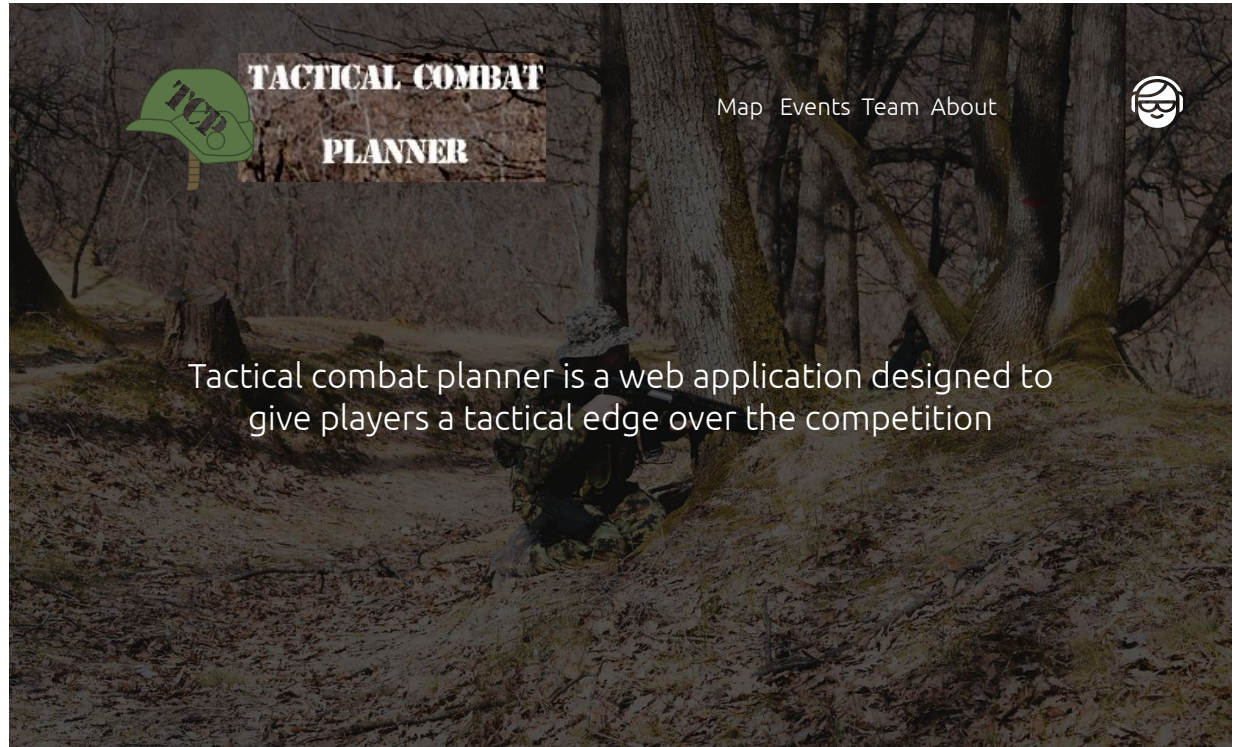 TCP
TACTICAL COMBAT
PLANNER
Map Events Team About
Tactical combat planner is a web application designed to
give players a tactical edge over the competition